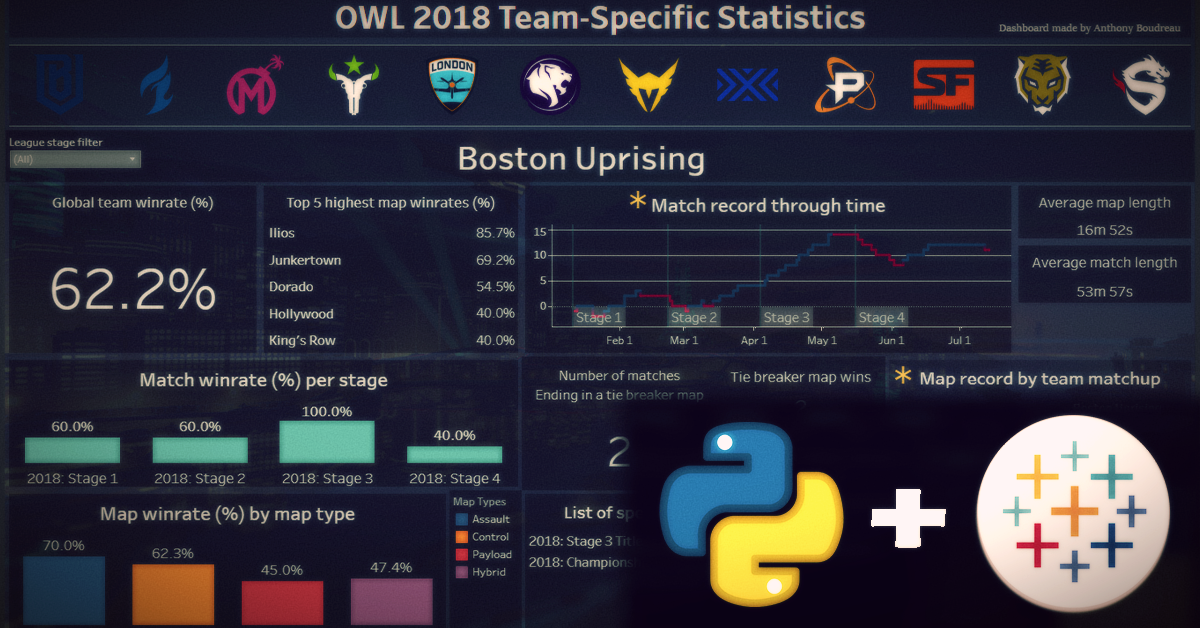 OWL 2018 Team-Specific Statistics
Dashboard made by Anthony Boudreau
M
LONDON
P
SF
League stage filter
(All)
Boston Uprising
Global team winrate (%)
62.2%
Top 5 highest map winrates (%)
Ilios 85.7%
Junkertown 69.2%
Dorado 54.5%
Hollywood 40.0%
King's Row 40.0%
* Match record through time
15
10
5
0
Stage 1 Stage 2 Stage 3 Stage 4
Feb 1 Mar 1 Apr 1 May 1 Jun 1 Jul 1
Average map length
16m 52s
Average match length
53m 57s
Match winrate (%) per stage
60.0% 60.0% 100.0% 40.0%
2018: Stage 1 2018: Stage 2 2018: Stage 3 2018: Stage 4
Number of matches
Ending in a tie breaker map
2
Tie breaker map wins
* Map record by team matchup
Map winrate (%) by map type
70.0% 62.3% 45.0% 47.4%
Map Types
Assault
Control
Payload
Hybrid
List of sp
2018: Stage 3 Tit
2018: Champions